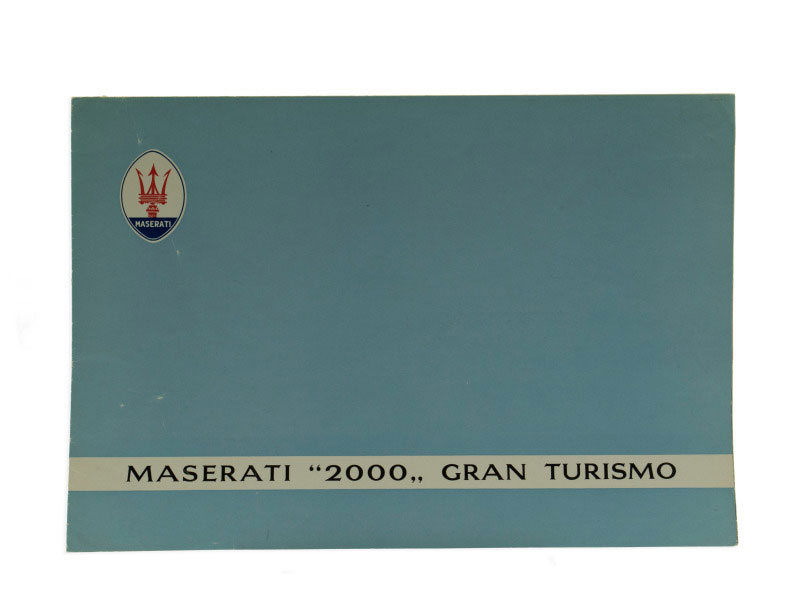 MASERATI
MASERATI “2000„ GRAN TURISMO